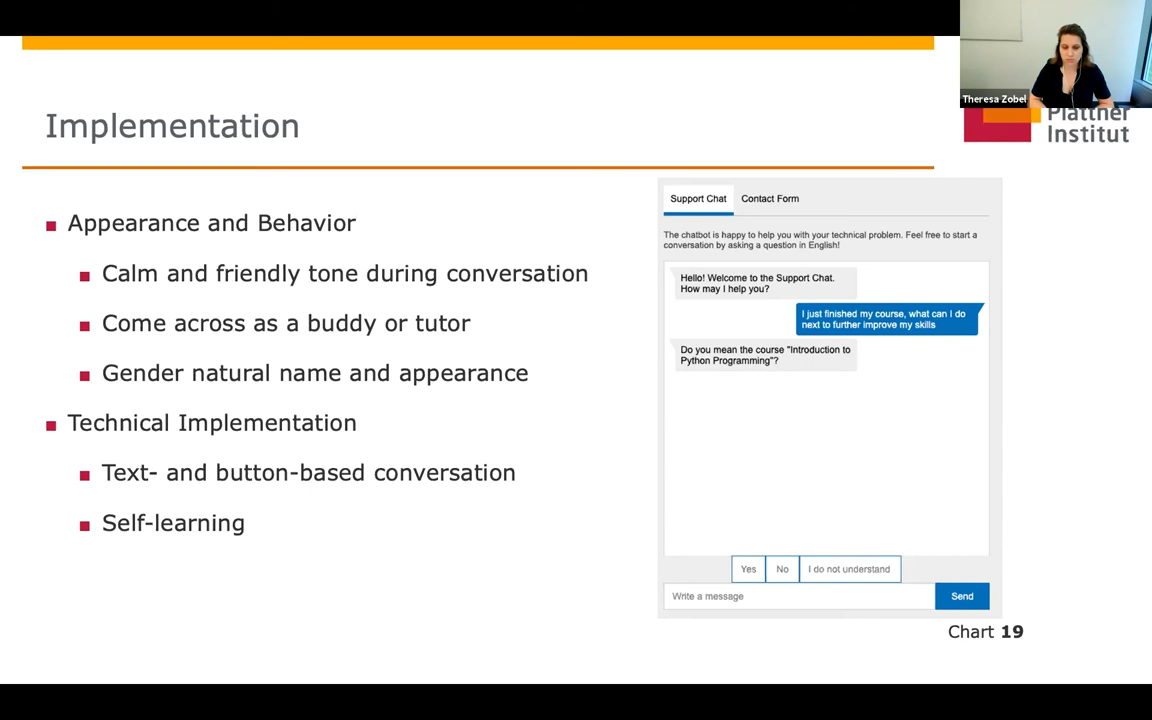 Theresa Zobel
Plattner
Institut
Implementation
Appearance and Behavior
Calm and friendly tone during conversation
Come across as a buddy or tutor
Gender natural name and appearance
Technical Implementation
Text- and button-based conversation
Self-learning
Support Chat
Contact Form
The chatbot is happy to help you with your technical problem. Feel free to start a
conversation by asking a question in English!
Hello! Welcome to the Support Chat.
How may I help you?
I just finished my course, what can I do
next to further improve my skills
Do you mean the course "Introduction to
Python Programming"?
Yes
No
I do not understand
Write a message
Send
Chart 19